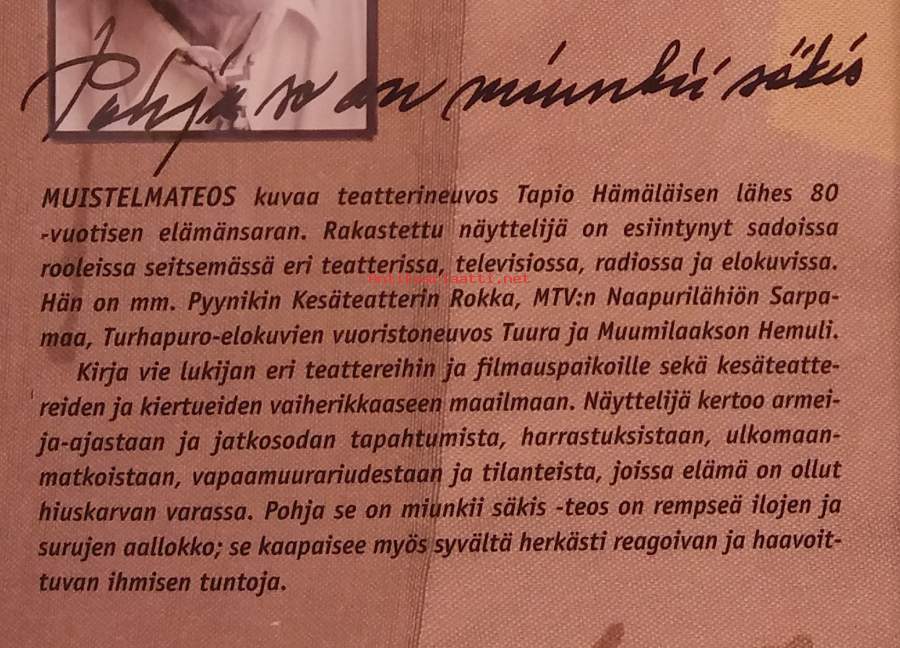 Pohja se on miunkii säkis
MUISTELMATEOS kuvaa teatterineuvos Tapio Hämäläisen lähes 80
-vuotisen elämänsaran. Rakastettu näyttelijä on esiintynyt sadoissa
rooleissa seitsemässä eri teatterissa, televisiossa, radiossa ja elokuvissa.
antikvariaatti.net
Hän on mm. Pyynikin Kesäteatterin Rokka, MTV:n Naapurilähiön Sarpa-
maa, Turhapuro-elokuvien vuoristoneuvos Tuura ja Muumilaakson Hemuli.
Kirja vie lukijan eri teattereihin ja filmauspaikoille sekä kesäteatte-
reiden ja kiertueiden vaiherikkaaseen maailmaan. Näyttelijä kertoo armei-
ja-ajastaan ja jatkosodan tapahtumista, harrastuksistaan, ulkomaan-
matkoistaan, vapaamuurariudestaan ja tilanteista, joissa elämä on ollut
hiuskarvan varassa. Pohja se on miunkii säkis -teos on rempseä ilojen ja
surujen aallokko; se kaapaisee myös syvältä herkästi reagoivan ja haavoit-
tuvan ihmisen tuntoja.